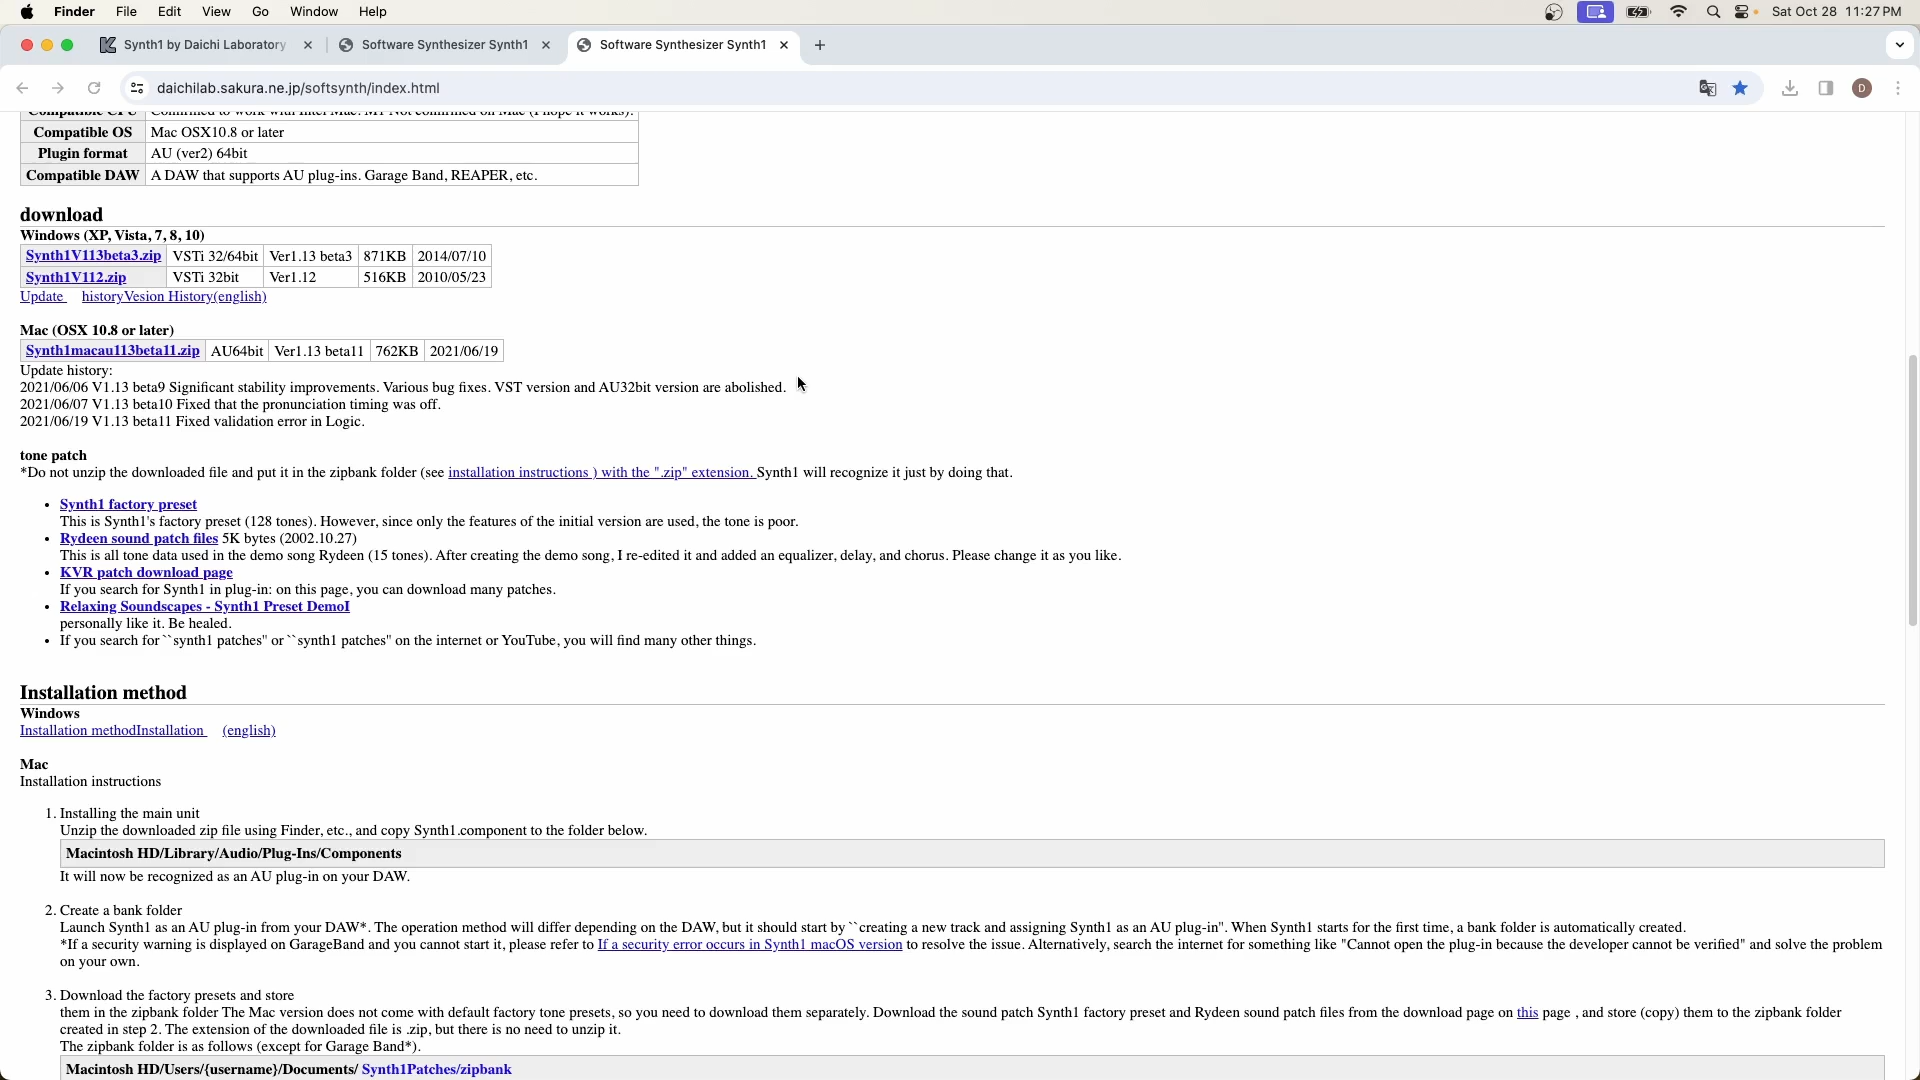 Finder File Edit View Go Window Help Sat Oct 28 11:27 PM
Synth1 by Daichi Laboratory Software Synthesizer Synth1 Software Synthesizer Synth1
daichilab.sakura.ne.jp/softsynth/index.html D
Compatible CPU Confirmed to work with Intel Mac. M1 Not confirmed on Mac (I hope it works).
Compatible OS Mac OSX10.8 or later
Plugin format AU (ver2) 64bit
Compatible DAW A DAW that supports AU plug-ins. Garage Band, REAPER, etc.
download
Windows (XP, Vista, 7, 8, 10)
Synth1V113beta3.zip VSTi 32/64bit Ver1.13 beta3 871KB 2014/07/10
Synth1V112.zip VSTi 32bit Ver1.12 516KB 2010/05/23
Update historyVesion History(english)
Mac (OSX 10.8 or later)
Synth1macau113beta11.zip AU64bit Ver1.13 beta11 762KB 2021/06/19
Update history:
2021/06/06 V1.13 beta9 Significant stability improvements. Various bug fixes. VST version and AU32bit version are abolished.
2021/06/07 V1.13 beta10 Fixed that the pronunciation timing was off.
2021/06/19 V1.13 beta11 Fixed validation error in Logic.
tone patch
*Do not unzip the downloaded file and put it in the zipbank folder (see installation instructions ) with the ".zip" extension. Synth1 will recognize it just by doing that.
• Synth1 factory preset
This is Synth1's factory preset (128 tones). However, since only the features of the initial version are used, the tone is poor.
• Rydeen sound patch files 5K bytes (2002.10.27)
This is all tone data used in the demo song Rydeen (15 tones). After creating the demo song, I re-edited it and added an equalizer, delay, and chorus. Please change it as you like.
• KVR patch download page
If you search for Synth1 in plug-in: on this page, you can download many patches.
• Relaxing Soundscapes - Synth1 Preset DemoI
personally like it. Be healed.
• If you search for ``synth1 patches'' or ``synth1 patches'' on the internet or YouTube, you will find many other things.
Installation method
Windows
Installation methodInstallation (english)
Mac
Installation instructions
1. Installing the main unit
Unzip the downloaded zip file using Finder, etc., and copy Synth1.component to the folder below.
Macintosh HD/Library/Audio/Plug-Ins/Components
It will now be recognized as an AU plug-in on your DAW.
2. Create a bank folder
Launch Synth1 as an AU plug-in from your DAW*. The operation method will differ depending on the DAW, but it should start by ``creating a new track and assigning Synth1 as an AU plug-in". When Synth1 starts for the first time, a bank folder is automatically created.
*If a security warning is displayed on GarageBand and you cannot start it, please refer to If a security error occurs in Synth1 macOS version to resolve the issue. Alternatively, search the internet for something like "Cannot open the plug-in because the developer cannot be verified" and solve the problem
on your own.
3. Download the factory presets and store
them in the zipbank folder The Mac version does not come with default factory tone presets, so you need to download them separately. Download the sound patch Synth1 factory preset and Rydeen sound patch files from the download page on this page , and store (copy) them to the zipbank folder
created in step 2. The extension of the downloaded file is .zip, but there is no need to unzip it.
The zipbank folder is as follows (except for Garage Band*).
Macintosh HD/Users/{username}/Documents/ Synth1Patches/zipbank